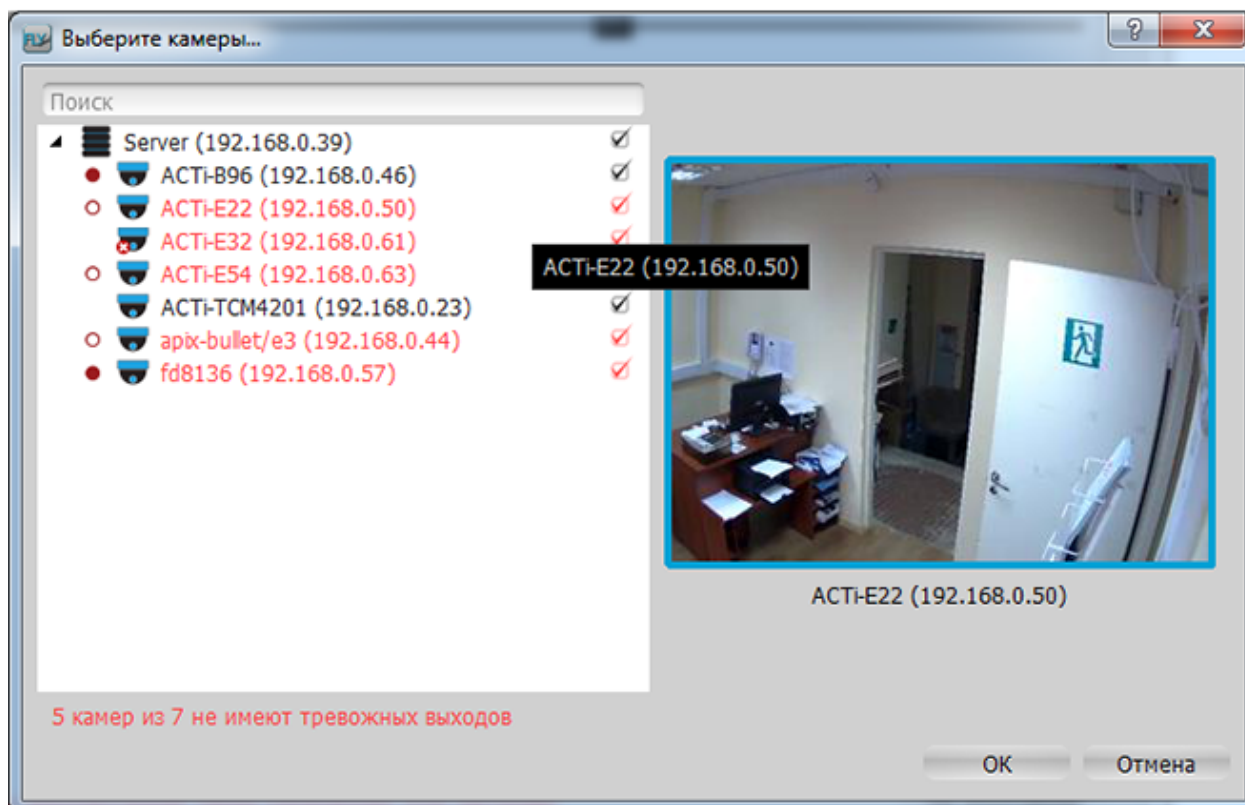 Выберите камеры...
Поиск
Server (192.168.0.39)
ACTi-B96 (192.168.0.46)
ACTi-E22 (192.168.0.50)
ACTi-E32 (192.168.0.61)
ACTi-E22 (192.168.0.50)
ACTi-E54 (192.168.0.63)
ACTi-TCM4201 (192.168.0.23)
apix-bullet/e3 (192.168.0.44)
fd8136 (192.168.0.57)
ACTi-E22 (192.168.0.50)
5 камер из 7 не имеют тревожных выходов
OK
Отмена